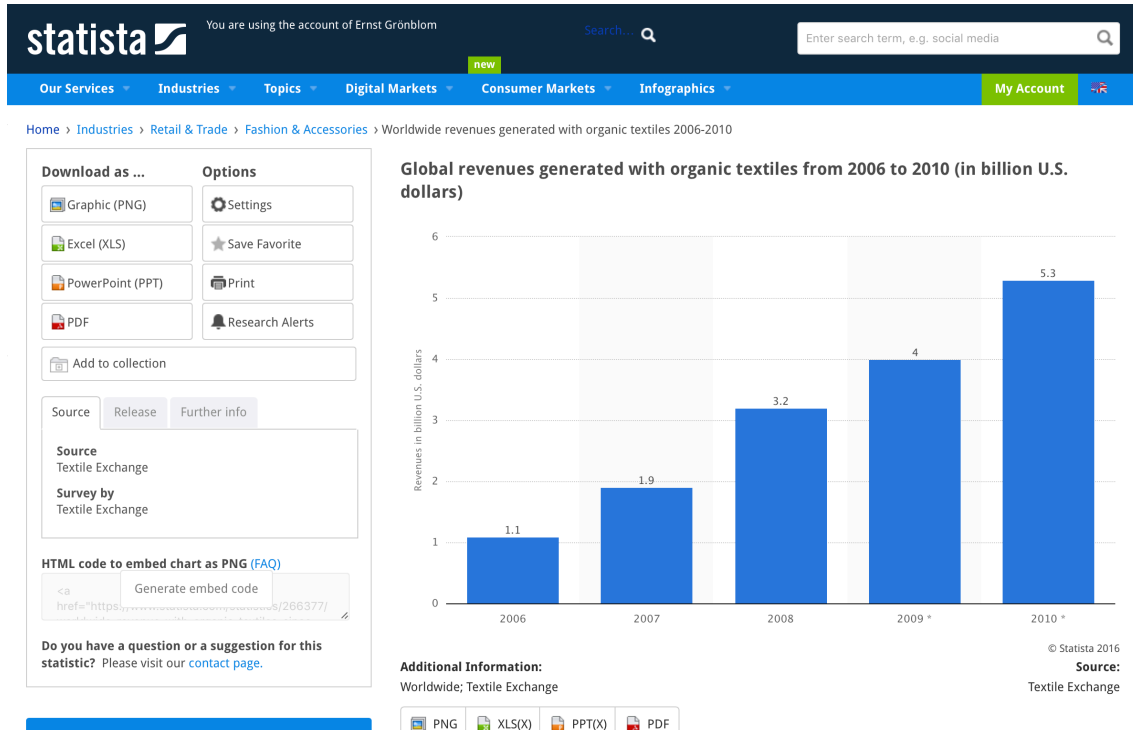 statista
You are using the account of Ernst Grönblom
Search...
Enter search term, e.g. social media
new
Our Services
Industries
Topics
Digital Markets
Consumer Markets
Infographics
My Account
Home › Industries › Retail & Trade › Fashion & Accessories › Worldwide revenues generated with organic textiles 2006-2010
Download as ...
Options
Graphic (PNG)
Settings
Excel (XLS)
Save Favorite
PowerPoint (PPT)
Print
PDF
Research Alerts
Add to collection
Source
Release
Further info
Source
Textile Exchange
Survey by
Textile Exchange
HTML code to embed chart as PNG (FAQ)
<a
Generate embed code
Do you have a question or a suggestion for this
statistic? Please visit our contact page.
Global revenues generated with organic textiles from 2006 to 2010 (in billion U.S.
dollars)
Revenues in billion U.S. dollars
6
5
4
3
2
1
0
1.1
1.9
3.2
4
5.3
2006
2007
2008
2009 *
2010 *
© Statista 2016
Additional Information:
Source:
Worldwide; Textile Exchange
Textile Exchange
PNG
XLS(X)
PPT(X)
PDF